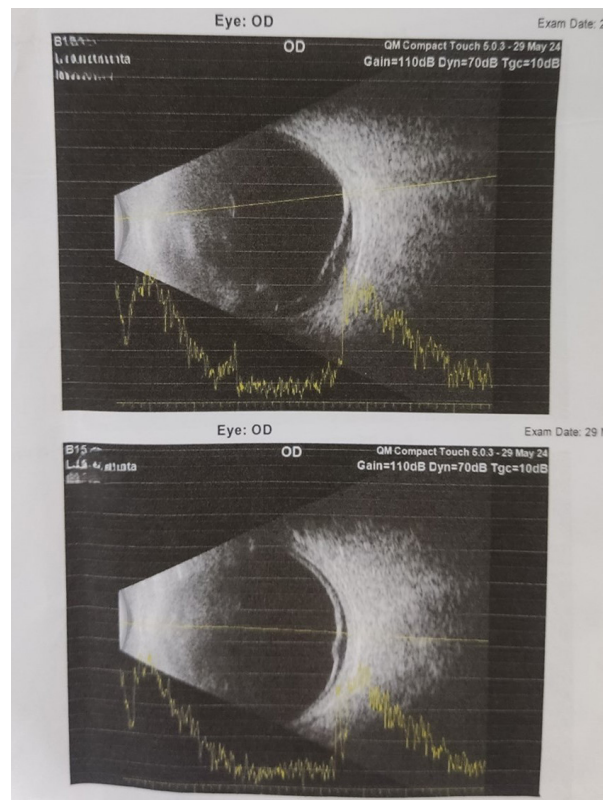 Eye: OD
Exam Date: 2
OD
QM Compact Touch 5.0.3 - 29 May 24
Gain=110dB Dyn=70dB Tgc=10dB
Eye: OD
Exam Date: 29
OD
QM Compact Touch 5.0.3 - 29 May 24
Gain=110dB Dyn=70dB Tgc=10dB